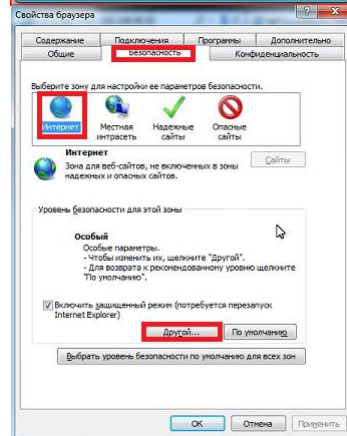 Свойства браузера
Содержание Подключения Программы Дополнительно
Общие Безопасность Конфиденциальность
Выберите зону для настройки ее параметров безопасности.
Интернет Местная интрасеть Надежные сайты Опасные сайты
Интернет
Зона для веб-сайтов, не включенных в зоны
надежных и опасных сайтов.
Сайты
Уровень безопасности для этой зоны
Особый
Особые параметры.
- Чтобы изменить их, щелкните "Другой".
- Для возврата к рекомендованному уровню щелкните
"По умолчанию".
Включить защищенный режим (потребуется перезапуск
Internet Explorer)
Другой... По умолчанию
Выбрать уровень безопасности по умолчанию для всех зон
ОК Отмена Применить